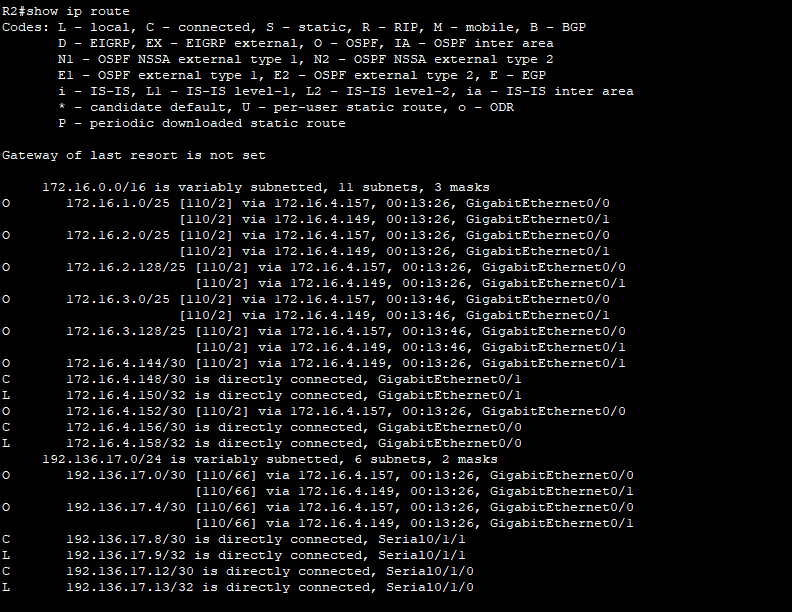 R2#show ip route
Codes: L - local, C - connected, S - static, R - RIP, M - mobile, B - BGP
       D - EIGRP, EX - EIGRP external, O - OSPF, IA - OSPF inter area
       N1 - OSPF NSSA external type 1, N2 - OSPF NSSA external type 2
       E1 - OSPF external type 1, E2 - OSPF external type 2, E - EGP
       i - IS-IS, L1 - IS-IS level-1, L2 - IS-IS level-2, ia - IS-IS inter area
       * - candidate default, U - per-user static route, o - ODR
       P - periodic downloaded static route
Gateway of last resort is not set
     172.16.0.0/16 is variably subnetted, 11 subnets, 3 masks
O       172.16.1.0/25 [110/2] via 172.16.4.157, 00:13:26, GigabitEthernet0/0
                      [110/2] via 172.16.4.149, 00:13:26, GigabitEthernet0/1
O       172.16.2.0/25 [110/2] via 172.16.4.157, 00:13:26, GigabitEthernet0/0
                      [110/2] via 172.16.4.149, 00:13:26, GigabitEthernet0/1
O       172.16.2.128/25 [110/2] via 172.16.4.157, 00:13:26, GigabitEthernet0/0
                        [110/2] via 172.16.4.149, 00:13:26, GigabitEthernet0/1
O       172.16.3.0/25 [110/2] via 172.16.4.157, 00:13:46, GigabitEthernet0/0
                      [110/2] via 172.16.4.149, 00:13:46, GigabitEthernet0/1
O       172.16.3.128/25 [110/2] via 172.16.4.157, 00:13:46, GigabitEthernet0/0
                        [110/2] via 172.16.4.149, 00:13:46, GigabitEthernet0/1
O       172.16.4.144/30 [110/2] via 172.16.4.149, 00:13:26, GigabitEthernet0/1
C       172.16.4.148/30 is directly connected, GigabitEthernet0/1
L       172.16.4.150/32 is directly connected, GigabitEthernet0/1
O       172.16.4.152/30 [110/2] via 172.16.4.157, 00:13:26, GigabitEthernet0/0
C       172.16.4.156/30 is directly connected, GigabitEthernet0/0
L       172.16.4.158/32 is directly connected, GigabitEthernet0/0
     192.136.17.0/24 is variably subnetted, 6 subnets, 2 masks
O       192.136.17.0/30 [110/66] via 172.16.4.157, 00:13:26, GigabitEthernet0/0
                        [110/66] via 172.16.4.149, 00:13:26, GigabitEthernet0/1
O       192.136.17.4/30 [110/66] via 172.16.4.157, 00:13:26, GigabitEthernet0/0
                        [110/66] via 172.16.4.149, 00:13:26, GigabitEthernet0/1
C       192.136.17.8/30 is directly connected, Serial0/1/1
L       192.136.17.9/32 is directly connected, Serial0/1/1
C       192.136.17.12/30 is directly connected, Serial0/1/0
L       192.136.17.13/32 is directly connected, Serial0/1/0